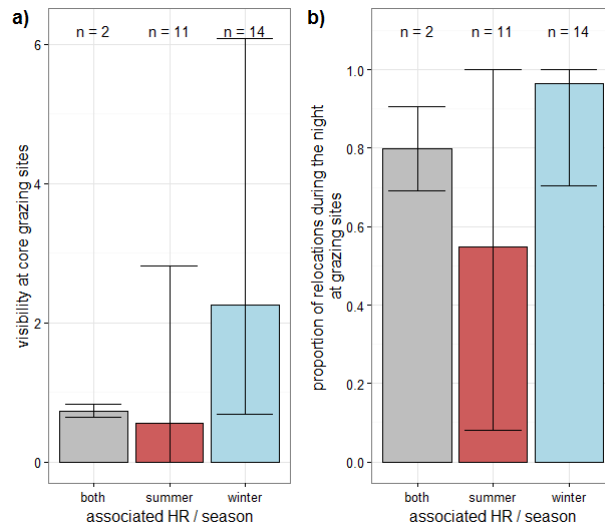 a)
n = 2
n = 11
n = 14
visibility at core grazing sites
6
4
2
0
both
summer
winter
associated HR / season
b)
n = 2
n = 11
n = 14
proportion of relocations during the night
at grazing sites
1.0
0.8
0.6
0.4
0.2
0.0
both
summer
winter
associated HR / season